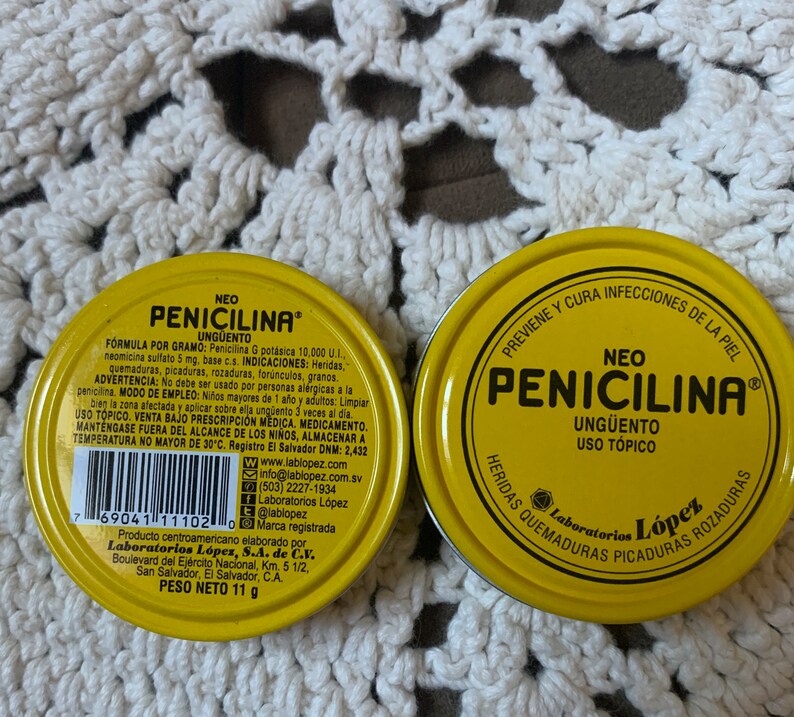 NEO
PENICILINA®
UNGÜENTO
FÓRMULA POR GRAMO: Penicilina G potásica 10,000 U.I.,
neomicina sulfato 5 mg, base c.s. INDICACIONES: Heridas,
quemaduras, picaduras, rozaduras, forúnculos, granos.
ADVERTENCIA: No debe ser usado por personas alérgicas a la
penicilina. MODO DE EMPLEO: Niños mayores de 1 año y adultos: Limpiar
bien la zona afectada y aplicar sobre ella ungüento 3 veces al día.
USO TÓPICO. VENTA BAJO PRESCRIPCIÓN MÉDICA. MEDICAMENTO.
MANTÉNGASE FUERA DEL ALCANCE DE LOS NIÑOS, ALMACENAR A
TEMPERATURA NO MAYOR DE 30°C. Registro El Salvador DNM: 2,432
www.lablopez.com
info@lablopez.com.sv
(503) 2227-1934
Laboratorios López
@lablopez
® Marca registrada
7 69041 11102 0
Producto centroamericano elaborado por
Laboratorios López, S.A. de C.V.
Boulevard del Ejército Nacional, Km. 5 1/2,
San Salvador, El Salvador, C.A.
PESO NETO 11 g
PREVIENE Y CURA INFECCIONES DE LA PIEL
NEO
PENICILINA®
UNGÜENTO
USO TÓPICO
Laboratorios López
HERIDAS QUEMADURAS PICADURAS ROZADURAS